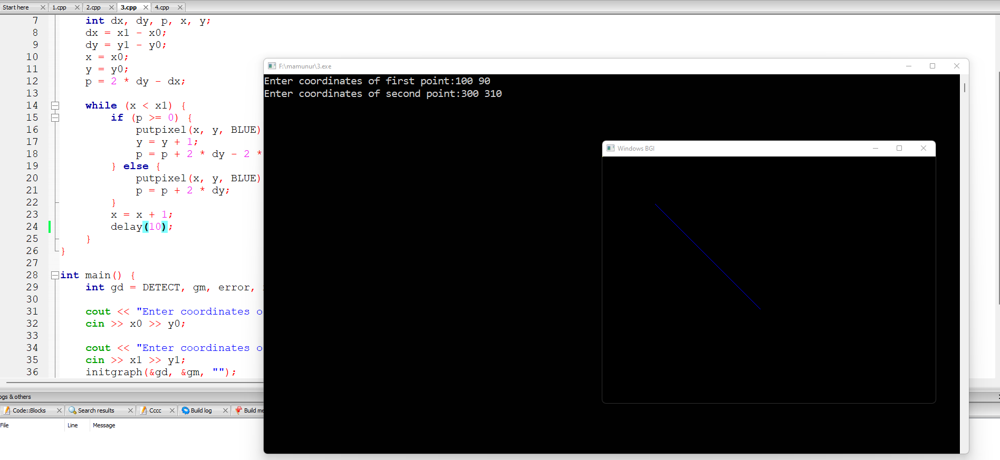 Start here 1.cpp 2.cpp 3.cpp 4.cpp
7 int dx, dy, p, x, y;
8 dx = x1 - x0;
9 dy = y1 - y0;
10 x = x0;
11 y = y0;
12 p = 2 * dy - dx;
13
14 while (x < x1) {
15 if (p >= 0) {
16 putpixel(x, y, BLUE)
17 y = y + 1;
18 p = p + 2 * dy - 2 *
19 } else {
20 putpixel(x, y, BLUE)
21 p = p + 2 * dy;
22 }
23 x = x + 1;
24 delay(10);
25 }
26 }
27
28 int main() {
29 int gd = DETECT, gm, error,
30
31 cout << "Enter coordinates o
32 cin >> x0 >> y0;
33
34 cout << "Enter coordinates o
35 cin >> x1 >> y1;
36 initgraph(&gd, &gm, "");
F:\mamunur\3.exe
Enter coordinates of first point:100 90
Enter coordinates of second point:300 310
Windows BGI
ogs & others
Code::Blocks Search results Cccc Build log Build me
File Line Message